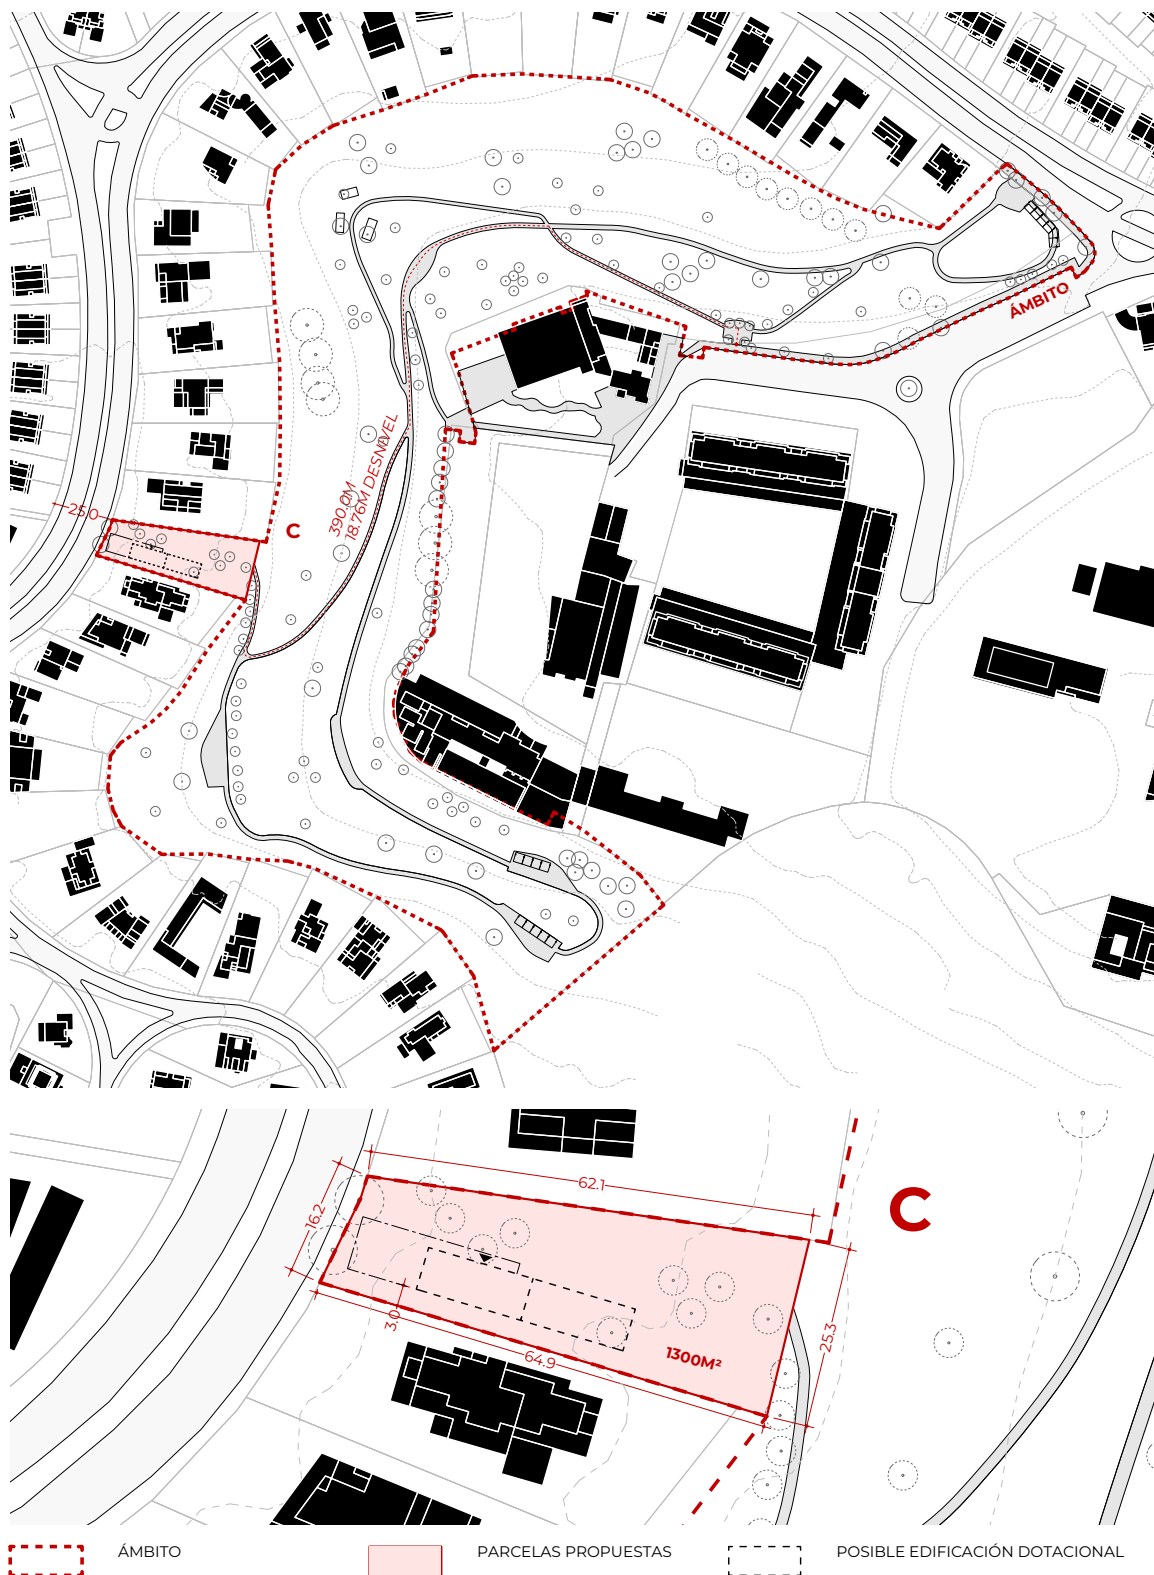 ÁMBITO
390.0M
18.76M DESNIVEL
25.0
C
62.1
C
16.2
3.0
25.3
64.9
1300M²
ÁMBITO
PARCELAS PROPUESTAS
POSIBLE EDIFICACIÓN DOTACIONAL